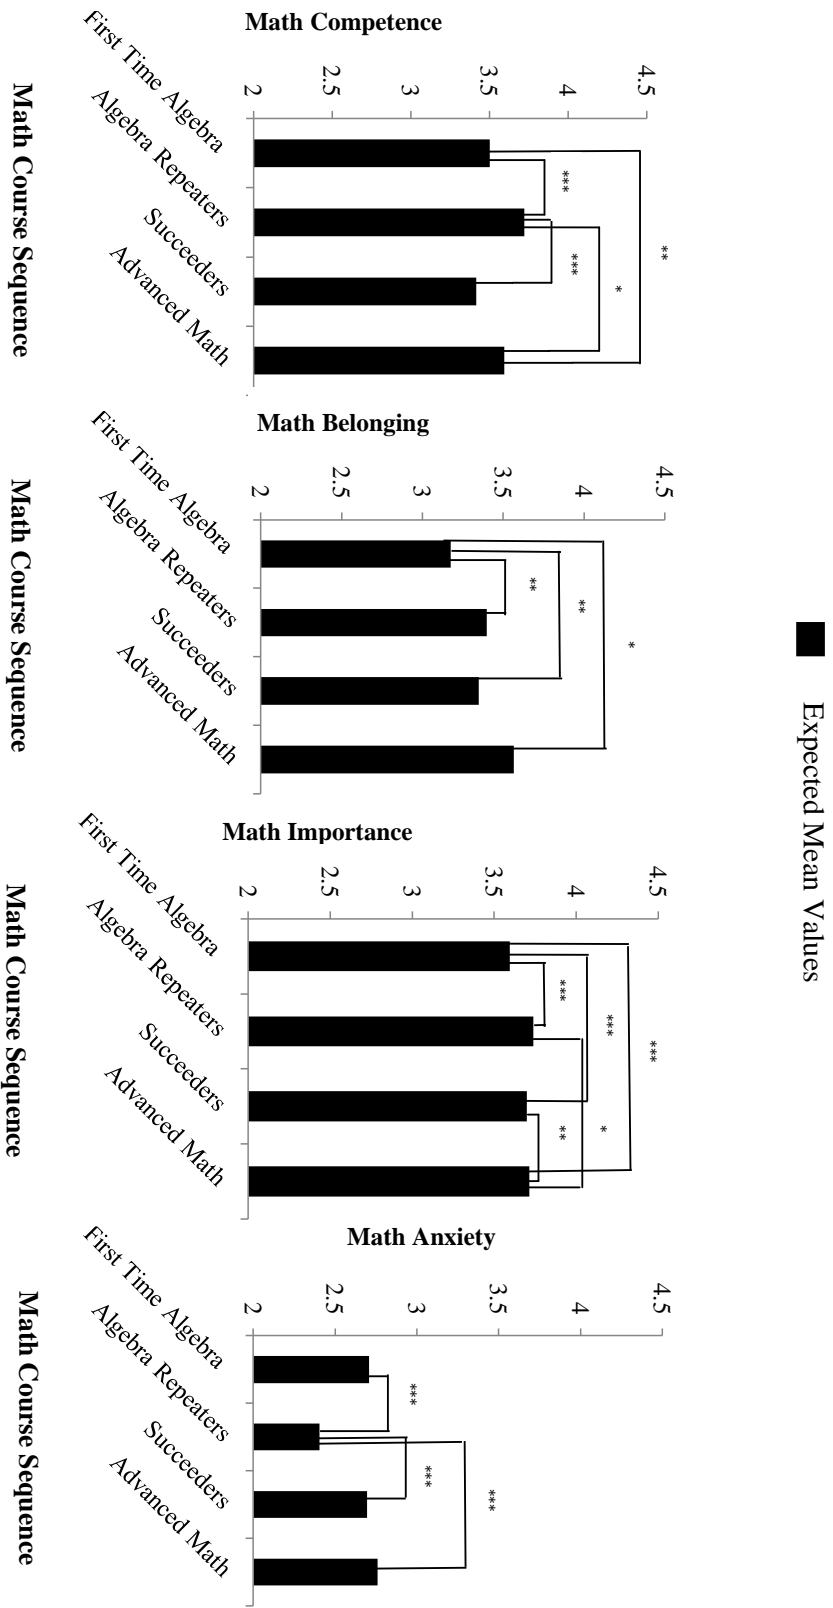 Expected Mean Values
Math Competence
4.5
4
3.5
3
2.5
2
**
*
***
***
First Time Algebra
Algebra Repeaters
Succeeders
Advanced Math
Math Course Sequence
Math Belonging
4.5
4
3.5
3
2.5
2
*
**
**
First Time Algebra
Algebra Repeaters
Succeeders
Advanced Math
Math Course Sequence
Math Importance
4.5
4
3.5
3
2.5
2
***
***
*
***
**
First Time Algebra
Algebra Repeaters
Succeeders
Advanced Math
Math Course Sequence
Math Anxiety
4.5
4
3.5
3
2.5
2
***
***
***
First Time Algebra
Algebra Repeaters
Succeeders
Advanced Math
Math Course Sequence